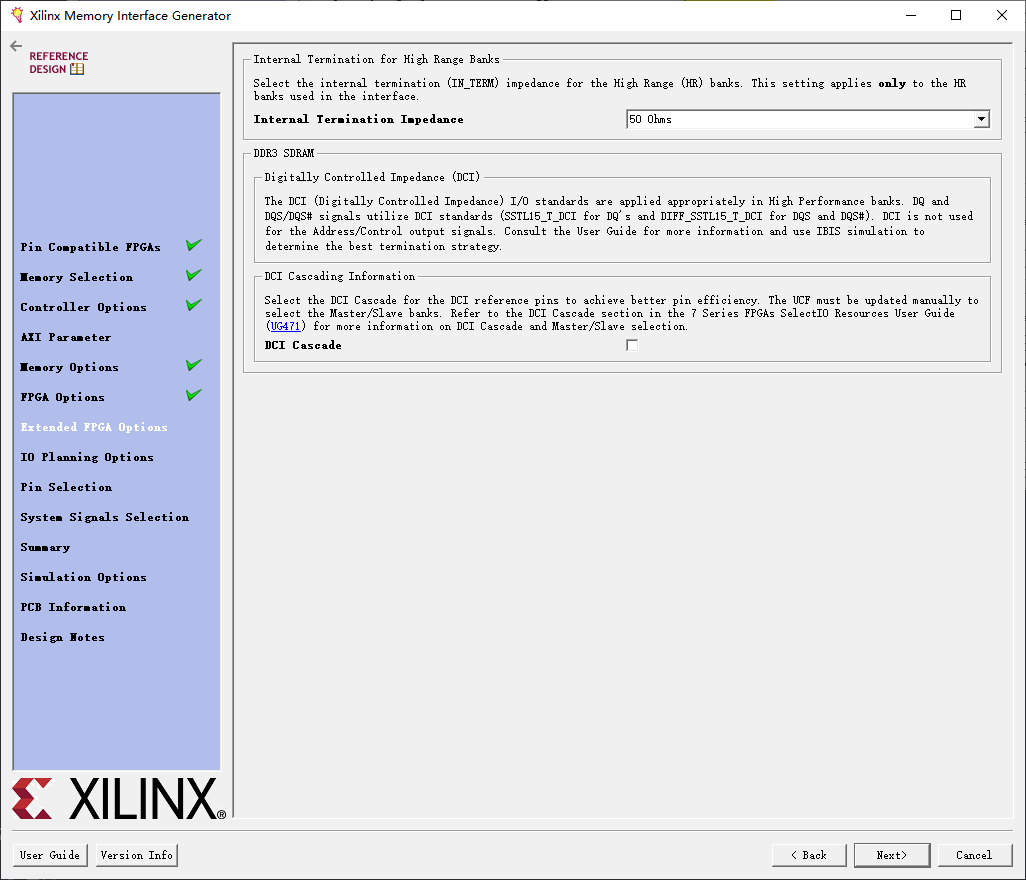 Xilinx Memory Interface Generator
REFERENCE
DESIGN
Pin Compatible FPGAs
Memory Selection
Controller Options
AXI Parameter
Memory Options
FPGA Options
Extended FPGA Options
IO Planning Options
Pin Selection
System Signals Selection
Summary
Simulation Options
PCB Information
Design Notes
XILINX®
Internal Termination for High Range Banks
Select the internal termination (IN_TERM) impedance for the High Range (HR) banks. This setting applies only to the HR
banks used in the interface.
Internal Termination Impedance
50 Ohms
DDR3 SDRAM
Digitally Controlled Impedance (DCI)
The DCI (Digitally Controlled Impedance) I/O standards are applied appropriately in High Performance banks. DQ and
DQS/DQS# signals utilize DCI standards (SSTL15_T_DCI for DQ's and DIFF_SSTL15_T_DCI for DQS and DQS#). DCI is not used
for the Address/Control output signals. Consult the User Guide for more information and use IBIS simulation to
determine the best termination strategy.
DCI Cascading Information
Select the DCI Cascade for the DCI reference pins to achieve better pin efficiency. The UCF must be updated manually to
select the Master/Slave banks. Refer to the DCI Cascade section in the 7 Series FPGAs SelectIO Resources User Guide
(UG471) for more information on DCI Cascade and Master/Slave selection.
DCI Cascade
User Guide
Version Info
< Back
Next>
Cancel